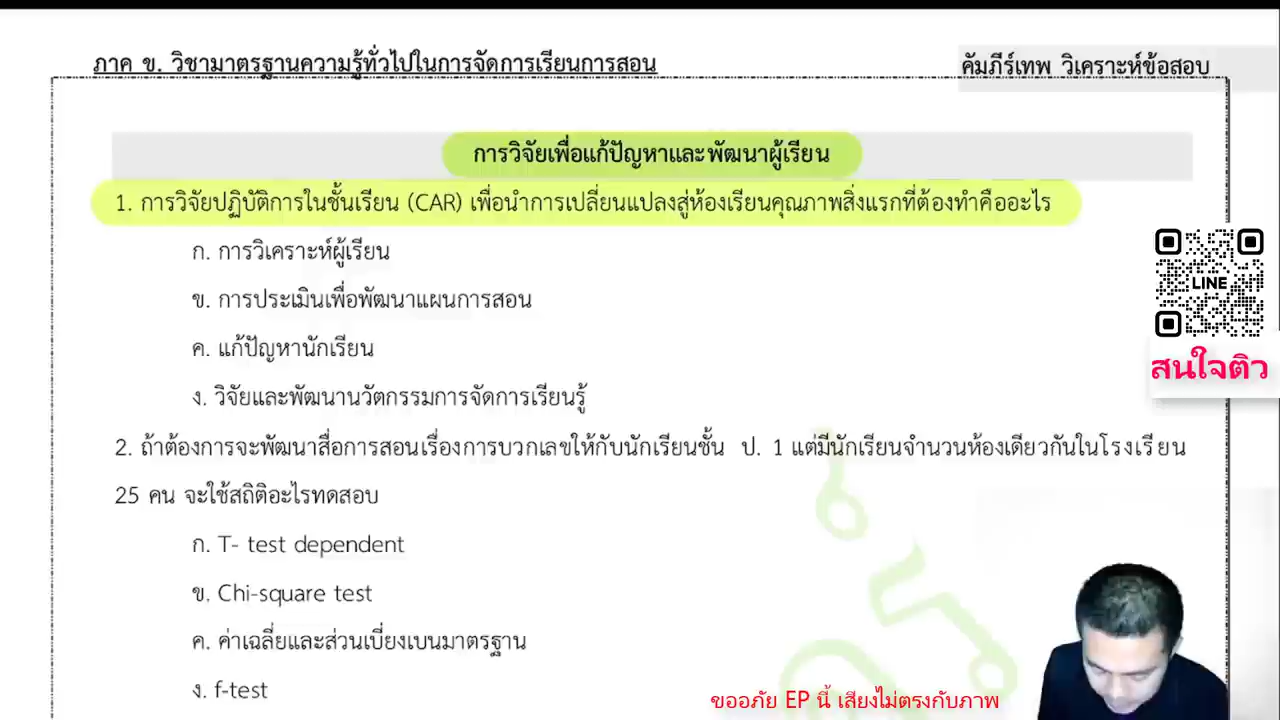 ภาค ข. วิชามาตรฐานความรู้ทั่วไปในการจัดการเรียนการสอน
คัมภีร์เทพ วิเคราะห์ข้อสอบ
การวิจัยเพื่อแก้ปัญหาและพัฒนาผู้เรียน
1. การวิจัยปฏิบัติการในชั้นเรียน (CAR) เพื่อนำการเปลี่ยนแปลงสู่ห้องเรียนคุณภาพสิ่งแรกที่ต้องทำคืออะไร
ก. การวิเคราะห์ผู้เรียน
ข. การประเมินเพื่อพัฒนาแผนการสอน
ค. แก้ปัญหานักเรียน
ง. วิจัยและพัฒนานวัตกรรมการจัดการเรียนรู้
LINE
สนใจติว
2. ถ้าต้องการจะพัฒนาสื่อการสอนเรื่องการบวกเลขให้กับนักเรียนชั้น ป. 1 แต่มีนักเรียนจำนวนห้องเดียวกันในโรงเรียน
25 คน จะใช้สถิติอะไรทดสอบ
ก. T- test dependent
ข. Chi-square test
ค. ค่าเฉลี่ยและส่วนเบี่ยงเบนมาตรฐาน
ง. f-test
ขออภัย EP นี้ เสียงไม่ตรงกับภาพ